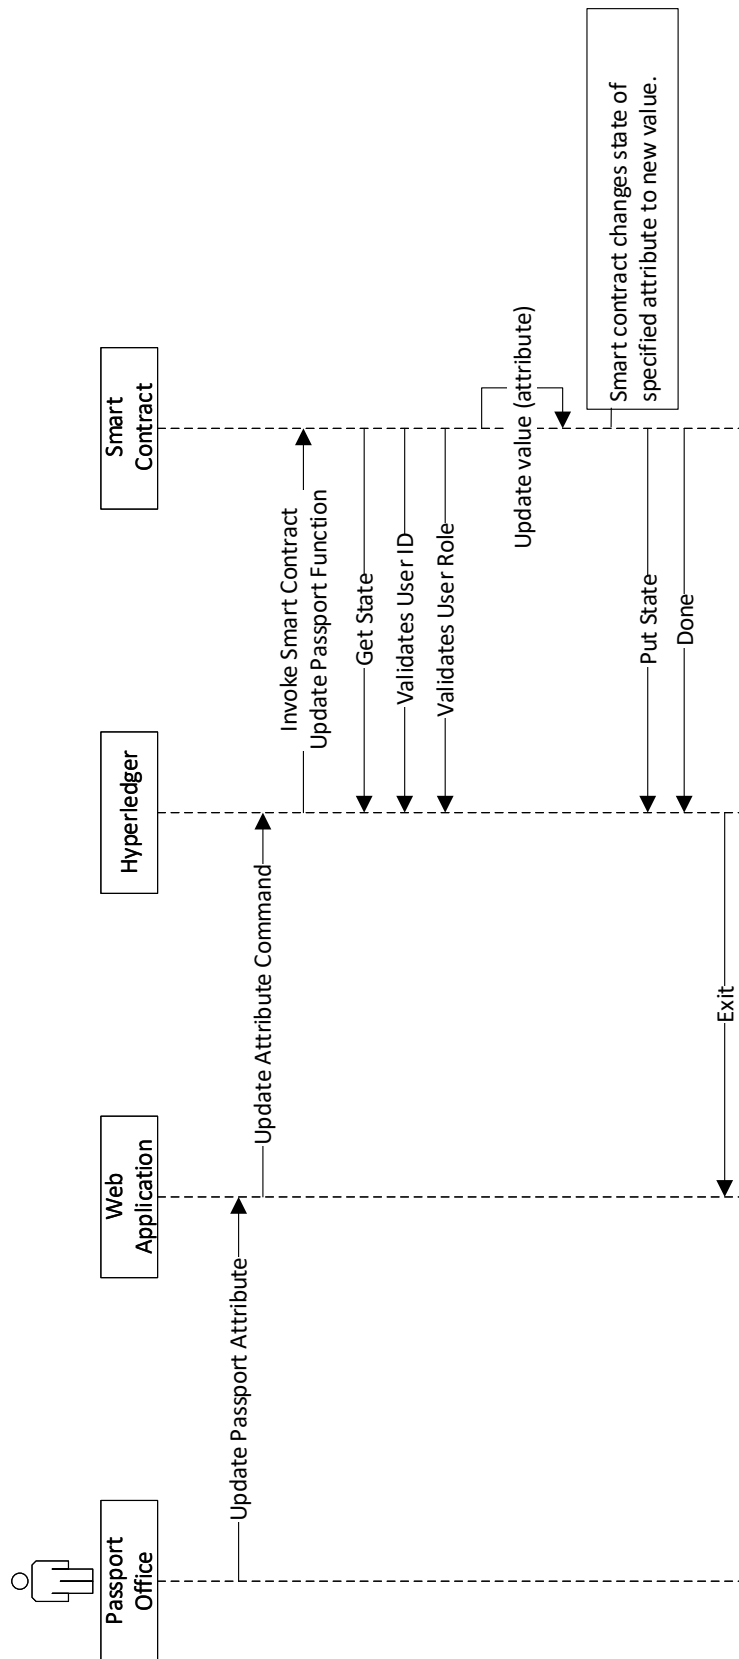 Passport
Office
Web
Application
Hyperledger
Smart
Contract
Update Passport Attribute
Update Attribute Command
Invoke Smart Contract
Update Passport Function
Get State
Validates User ID
Validates User Role
Update value (attribute)
Smart contract changes state of
specified attribute to new value.
Put State
Done
Exit